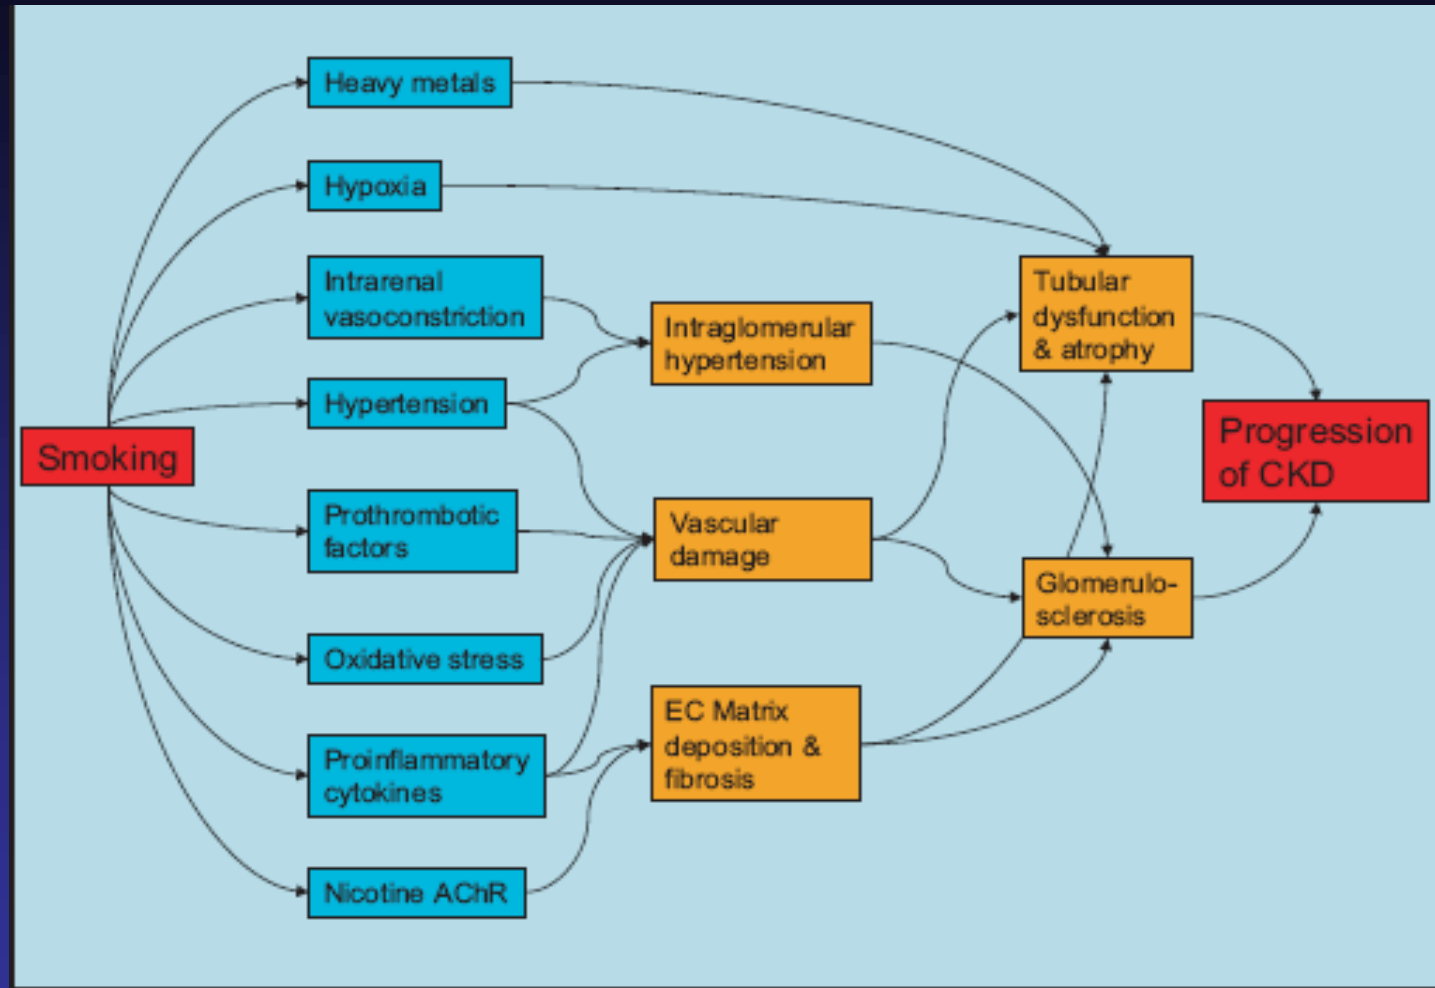 Heavy metals
Hypoxia
Intrarenal
vasoconstriction
Hypertension
Smoking
Prothrombotic
factors
Oxidative stress
Proinflammatory
cytokines
Nicotine AChR
Intraglomerular
hypertension
Vascular
damage
EC Matrix
deposition &
fibrosis
Tubular
dysfunction
& atrophy
Glomerulo-
sclerosis
Progression
of CKD